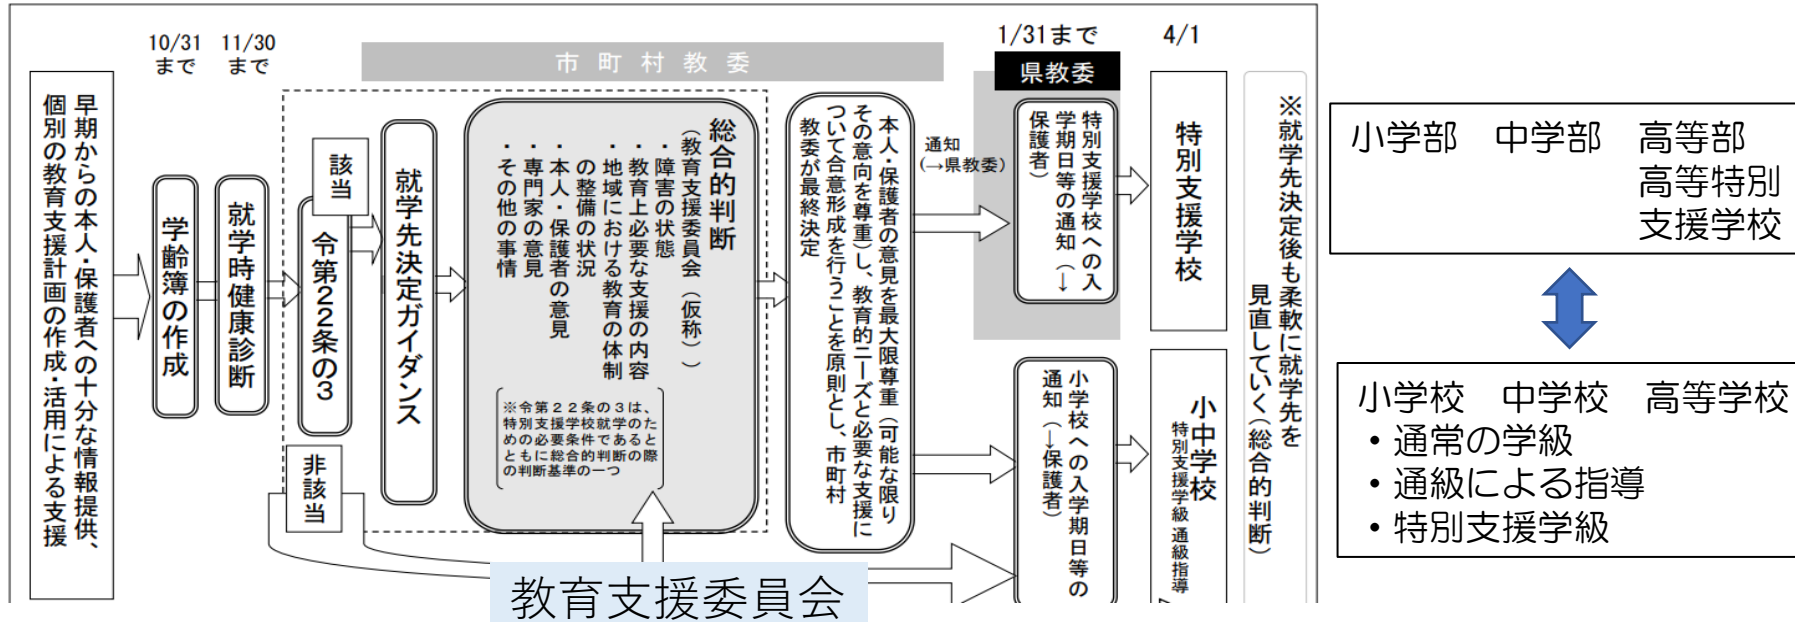 10/31
まで
11/30
まで
市町村教委
1/31まで
県教委
4/1
早期からの本人・保護者への十分な情報提供、
個別の教育支援計画の作成・活用による支援
学齢簿の作成
就学時健康診断
該当
令第22条の3
非該当
就学先決定ガイダンス
総合的判断
(教育支援委員会(仮称))
・障害の状態
・教育上必要な支援の内容
・地域における教育の体制
の整備の状況
・本人・保護者の意見
・専門家の意見
・その他の事情
※令第22条の3は、
特別支援学校就学のた
めの必要条件であると
ともに総合的判断の際
の判断基準の一つ
教育支援委員会
本人・保護者の意見を最大限尊重(可能な限り
その意向を尊重)し、教育的ニーズと必要な支援に
ついて合意形成を行うことを原則とし、市町村
教委が最終決定
通知
(→県教委)
特別支援学校への入
学期日等の通知(↓
保護者)
小学校への入学期日等の
通知(↓保護者)
特別支援学校
小中学校
特別支援学級
通級指導
※就学先決定後も柔軟に就学先を
見直していく(総合的判断)
小学部 中学部 高等部
高等特別
支援学校
小学校 中学校 高等学校
・通常の学級
・通級による指導
・特別支援学級